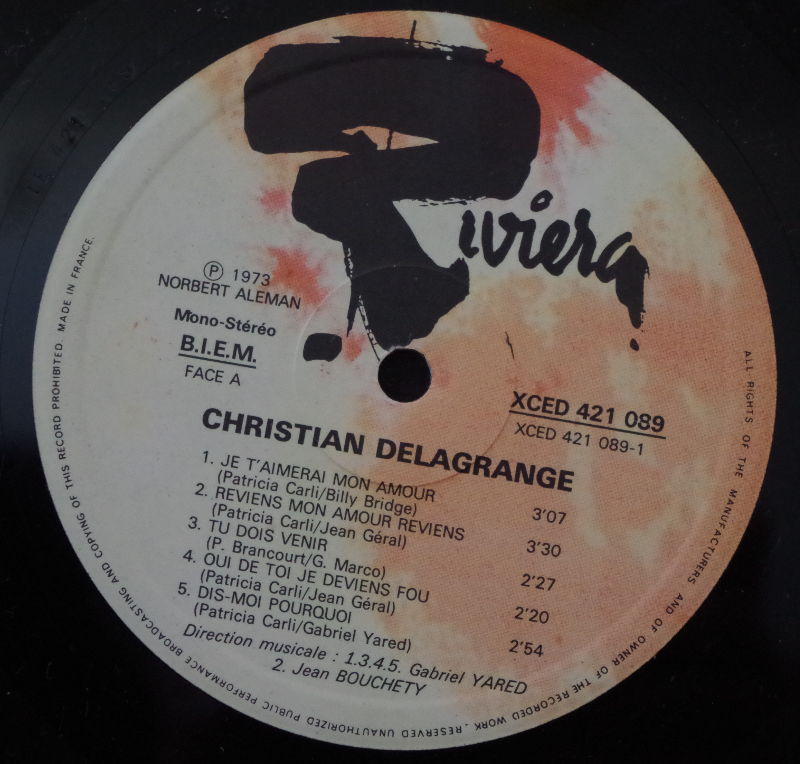 Riviera
Ⓟ 1973
NORBERT ALEMAN
Mono-Stéréo
B.I.E.M.
FACE A
XCED 421 089
XCED 421 089-1
CHRISTIAN DELAGRANGE
1. JE T'AIMERAI MON AMOUR
(Patricia Carli/Billy Bridge) 3'07
2. REVIENS MON AMOUR REVIENS
(Patricia Carli/Jean Géral) 3'30
3. TU DOIS VENIR
(P. Brancourt/G. Marco) 2'27
4. OUI DE TOI JE DEVIENS FOU
(Patricia Carli/Jean Géral) 2'20
5. DIS-MOI POURQUOI
(Patricia Carli/Gabriel Yared) 2'54
Direction musicale : 1.3.4.5. Gabriel YARED
2. Jean BOUCHETY
ALL RIGHTS OF THE MANUFACTURERS AND OF OWNER OF THE RECORDED WORK. RESERVED UNAUTHORIZED PUBLIC PERFORMANCE BROADCASTING AND COPYING OF THIS RECORD PROHIBITED. MADE IN FRANCE.